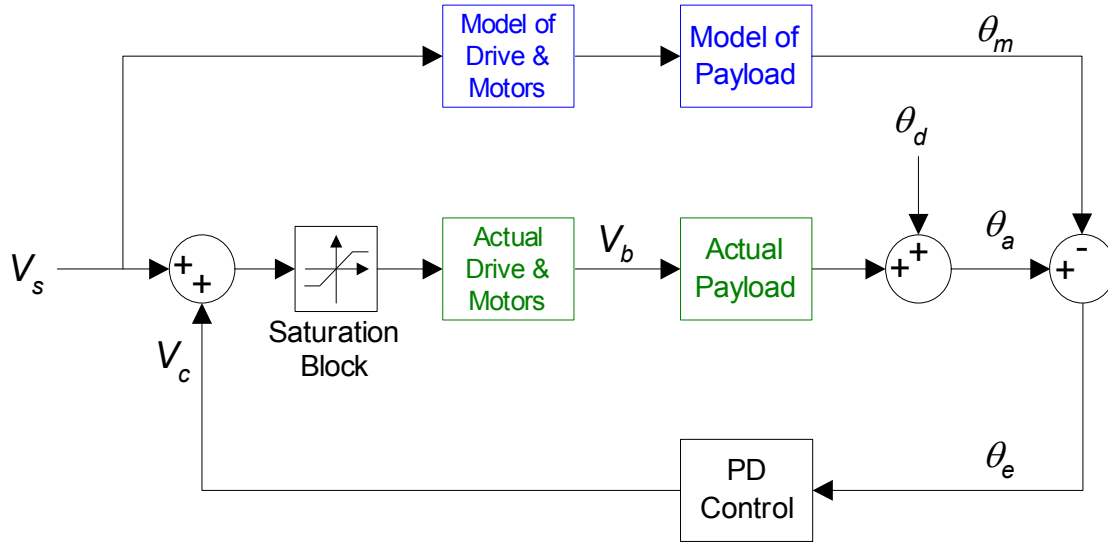 Model of
Drive &
Motors
Model of
Payload
θm
θd
Vs
+
+
Saturation
Block
Actual
Drive &
Motors
Vb
Actual
Payload
+
+
θa
-
+
Vc
PD
Control
θe